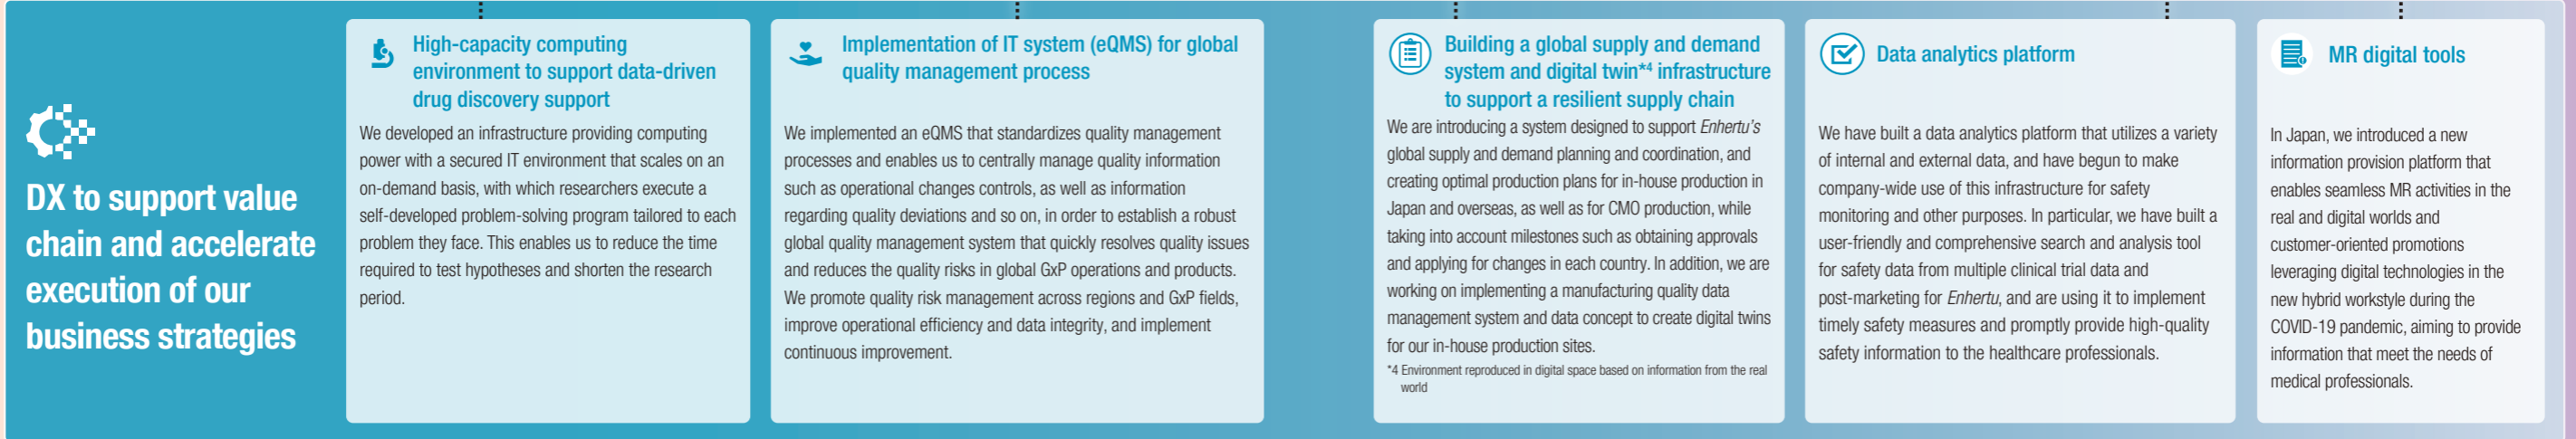 DX to support value
chain and accelerate
execution of our
business strategies
High-capacity computing
environment to support data-driven
drug discovery support
We developed an infrastructure providing computing
power with a secured IT environment that scales on an
on-demand basis, with which researchers execute a
self-developed problem-solving program tailored to each
problem they face. This enables us to reduce the time
required to test hypotheses and shorten the research
period.
Implementation of IT system (eQMS) for global
quality management process
We implemented an eQMS that standardizes quality management
processes and enables us to centrally manage quality information
such as operational changes controls, as well as information
regarding quality deviations and so on, in order to establish a robust
global quality management system that quickly resolves quality issues
and reduces the quality risks in global GxP operations and products.
We promote quality risk management across regions and GxP fields,
improve operational efficiency and data integrity, and implement
continuous improvement.
Building a global supply and demand
system and digital twin*4 infrastructure
to support a resilient supply chain
We are introducing a system designed to support Enhertu's
global supply and demand planning and coordination, and
creating optimal production plans for in-house production in
Japan and overseas, as well as for CMO production, while
taking into account milestones such as obtaining approvals
and applying for changes in each country. In addition, we are
working on implementing a manufacturing quality data
management system and data concept to create digital twins
for our in-house production sites.
*4 Environment reproduced in digital space based on information from the real
world
Data analytics platform
We have built a data analytics platform that utilizes a variety
of internal and external data, and have begun to make
company-wide use of this infrastructure for safety
monitoring and other purposes. In particular, we have built a
user-friendly and comprehensive search and analysis tool
for safety data from multiple clinical trial data and
post-marketing for Enhertu, and are using it to implement
timely safety measures and promptly provide high-quality
safety information to the healthcare professionals.
MR digital tools
In Japan, we introduced a new
information provision platform that
enables seamless MR activities in the
real and digital worlds and
customer-oriented promotions
leveraging digital technologies in the
new hybrid workstyle during the
COVID-19 pandemic, aiming to provide
information that meet the needs of
medical professionals.